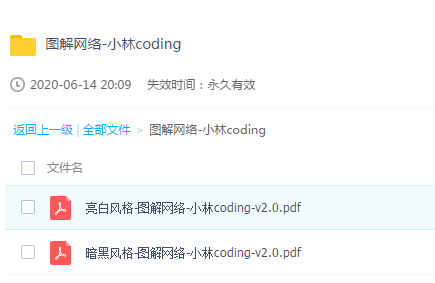 图解网络-小林coding
2020-06-14 20:09 失效时间：永久有效
返回上一级 | 全部文件 > 图解网络-小林coding
文件名
亮白风格-图解网络-小林coding-v2.0.pdf
暗黑风格-图解网络-小林coding-v2.0.pdf